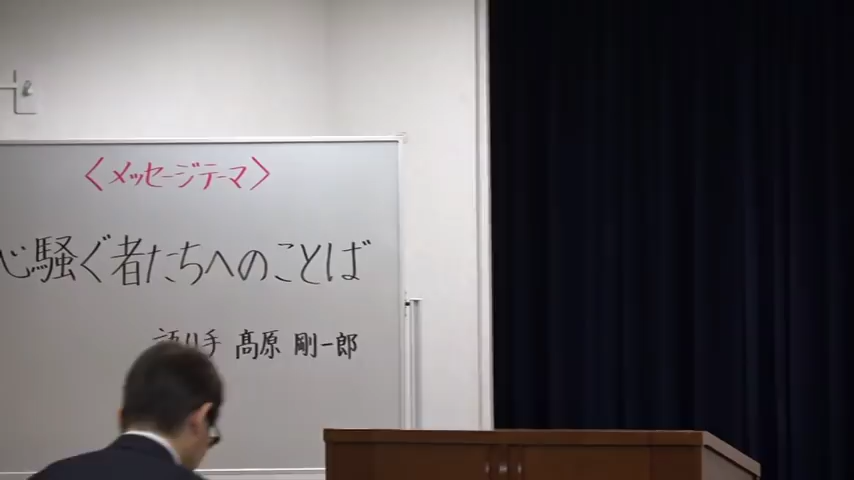 〈メッセージテーマ〉
心騒ぐ者たちへのことば
語り手 髙原 剛一郎